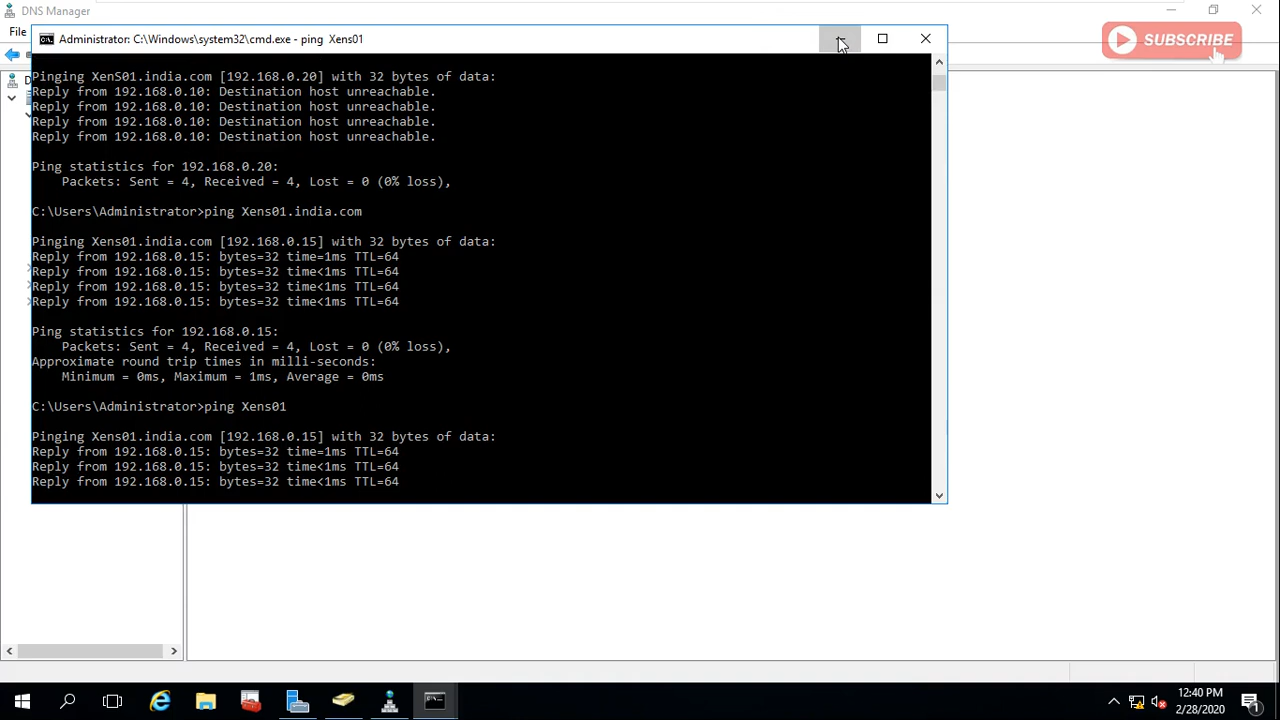 DNS Manager
File
Administrator: C:\Windows\system32\cmd.exe - ping  Xens01
SUBSCRIBE
Pinging XenS01.india.com [192.168.0.20] with 32 bytes of data:
Reply from 192.168.0.10: Destination host unreachable.
Reply from 192.168.0.10: Destination host unreachable.
Reply from 192.168.0.10: Destination host unreachable.
Reply from 192.168.0.10: Destination host unreachable.
Ping statistics for 192.168.0.20:
    Packets: Sent = 4, Received = 4, Lost = 0 (0% loss),
C:\Users\Administrator>ping Xens01.india.com
Pinging Xens01.india.com [192.168.0.15] with 32 bytes of data:
Reply from 192.168.0.15: bytes=32 time=1ms TTL=64
Reply from 192.168.0.15: bytes=32 time<1ms TTL=64
Reply from 192.168.0.15: bytes=32 time<1ms TTL=64
Reply from 192.168.0.15: bytes=32 time<1ms TTL=64
Ping statistics for 192.168.0.15:
    Packets: Sent = 4, Received = 4, Lost = 0 (0% loss),
Approximate round trip times in milli-seconds:
    Minimum = 0ms, Maximum = 1ms, Average = 0ms
C:\Users\Administrator>ping Xens01
Pinging Xens01.india.com [192.168.0.15] with 32 bytes of data:
Reply from 192.168.0.15: bytes=32 time=1ms TTL=64
Reply from 192.168.0.15: bytes=32 time<1ms TTL=64
Reply from 192.168.0.15: bytes=32 time<1ms TTL=64
12:40 PM
2/28/2020
1